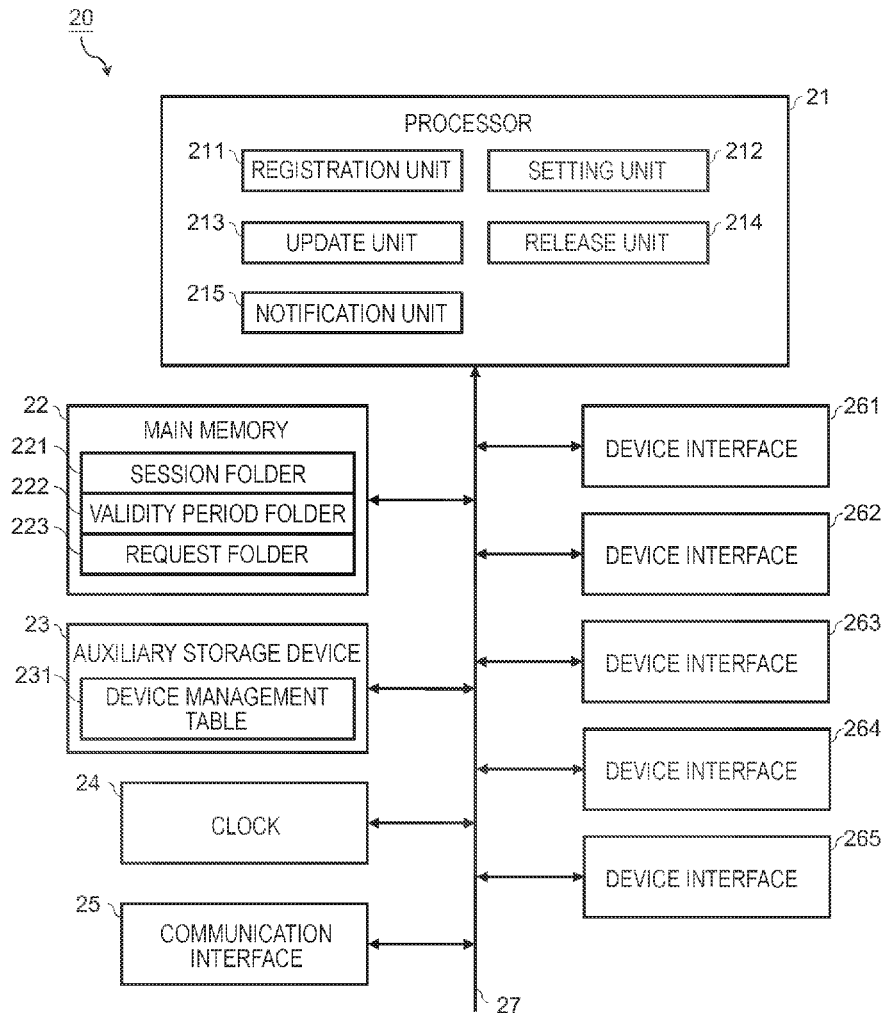 20
21
PROCESSOR
211
REGISTRATION UNIT
SETTING UNIT
212
213
UPDATE UNIT
RELEASE UNIT
214
215
NOTIFICATION UNIT
22
MAIN MEMORY
221
SESSION FOLDER
222
VALIDITY PERIOD FOLDER
223
REQUEST FOLDER
23
AUXILIARY STORAGE DEVICE
231
DEVICE MANAGEMENT
TABLE
24
CLOCK
25
COMMUNICATION
INTERFACE
261
DEVICE INTERFACE
262
DEVICE INTERFACE
263
DEVICE INTERFACE
264
DEVICE INTERFACE
265
DEVICE INTERFACE
27